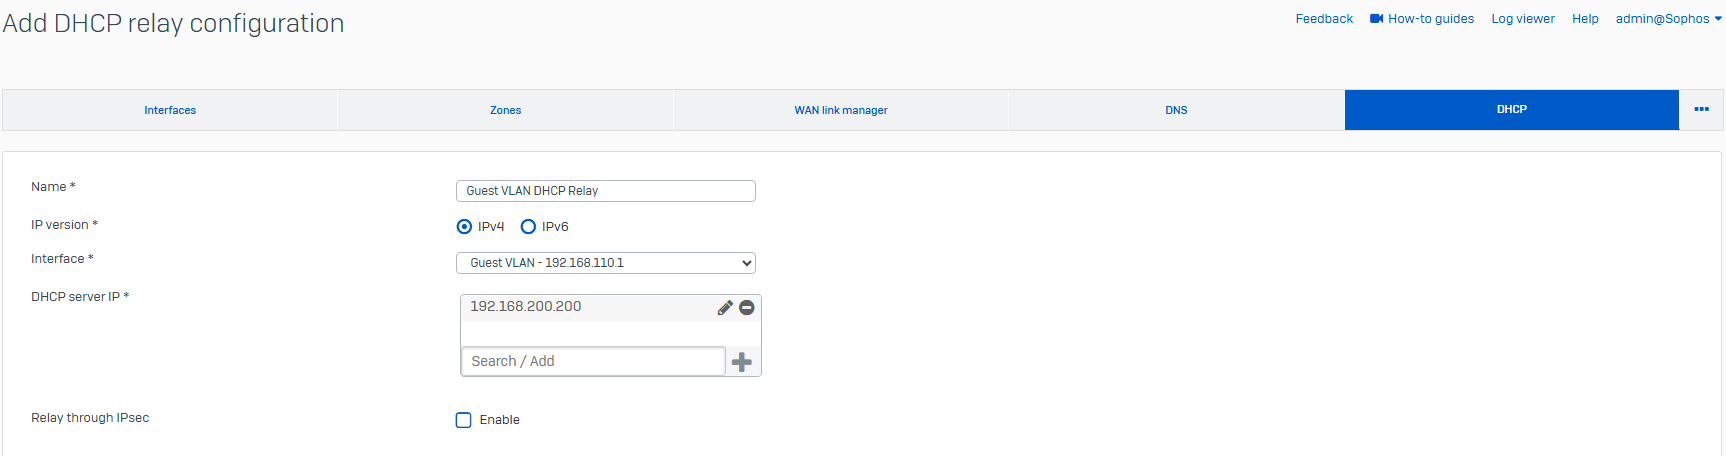 Add DHCP relay configuration
Feedback How-to guides Log viewer Help admin@Sophos
Interfaces Zones WAN link manager DNS DHCP
Name * Guest VLAN DHCP Relay
IP version * IPv4 IPv6
Interface * Guest VLAN - 192.168.110.1
DHCP server IP * 192.168.200.200
Search / Add
Relay through IPsec Enable